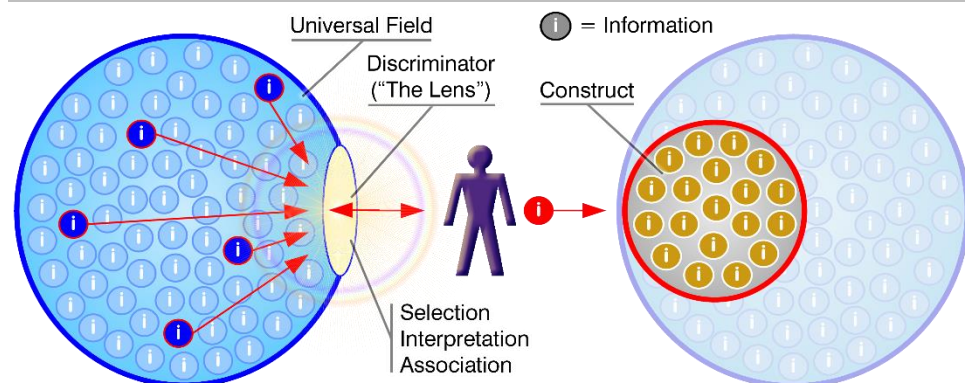 Universal Field
i = Information
Discriminator
("The Lens")
Construct
i
Selection
Interpretation
Association